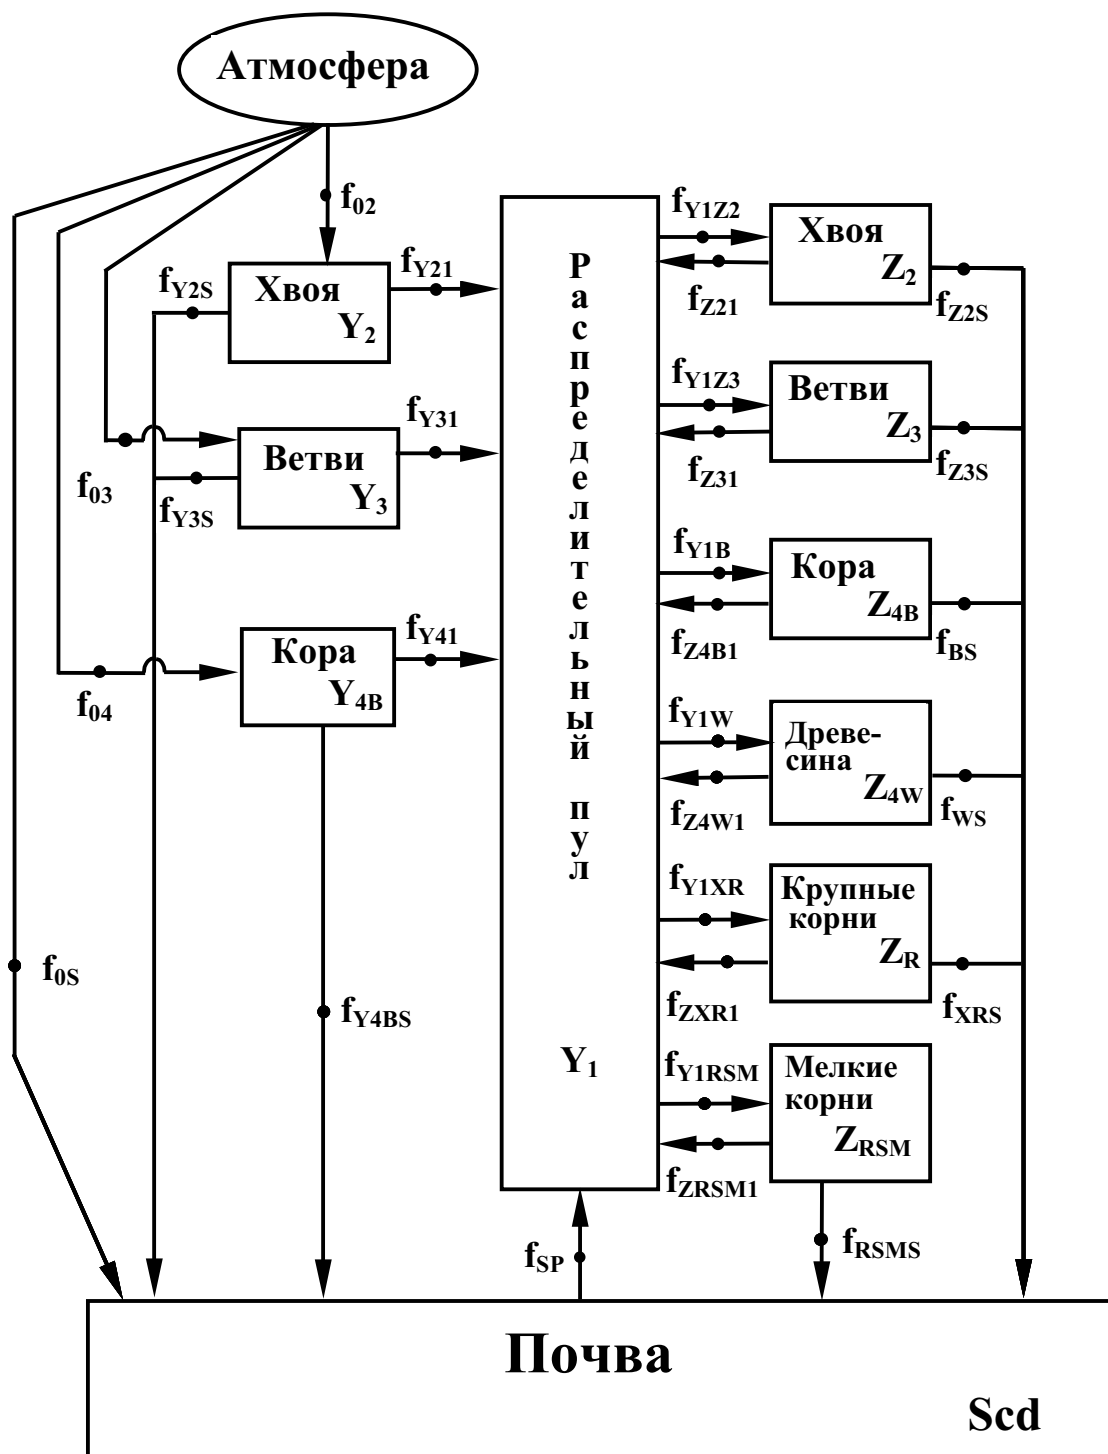 Атмосфера
f02
fY2S
Хвоя
Y2
fY21
f03
fY3S
Ветви
Y3
fY31
f04
Кора
Y4B
fY41
f0S
fY4BS
Распределительный пул
Y1
fSP
fY1Z2
fZ21
Хвоя
Z2
fZ2S
fY1Z3
fZ31
Ветви
Z3
fZ3S
fY1B
fZ4B1
Кора
Z4B
fBS
fY1W
fZ4W1
Древе-
сина
Z4W
fWS
fY1XR
fZXR1
Крупные
корни
ZR
fXRS
fY1RSM
fZRSM1
Мелкие
корни
ZRSM
fRSMS
Почва
Scd